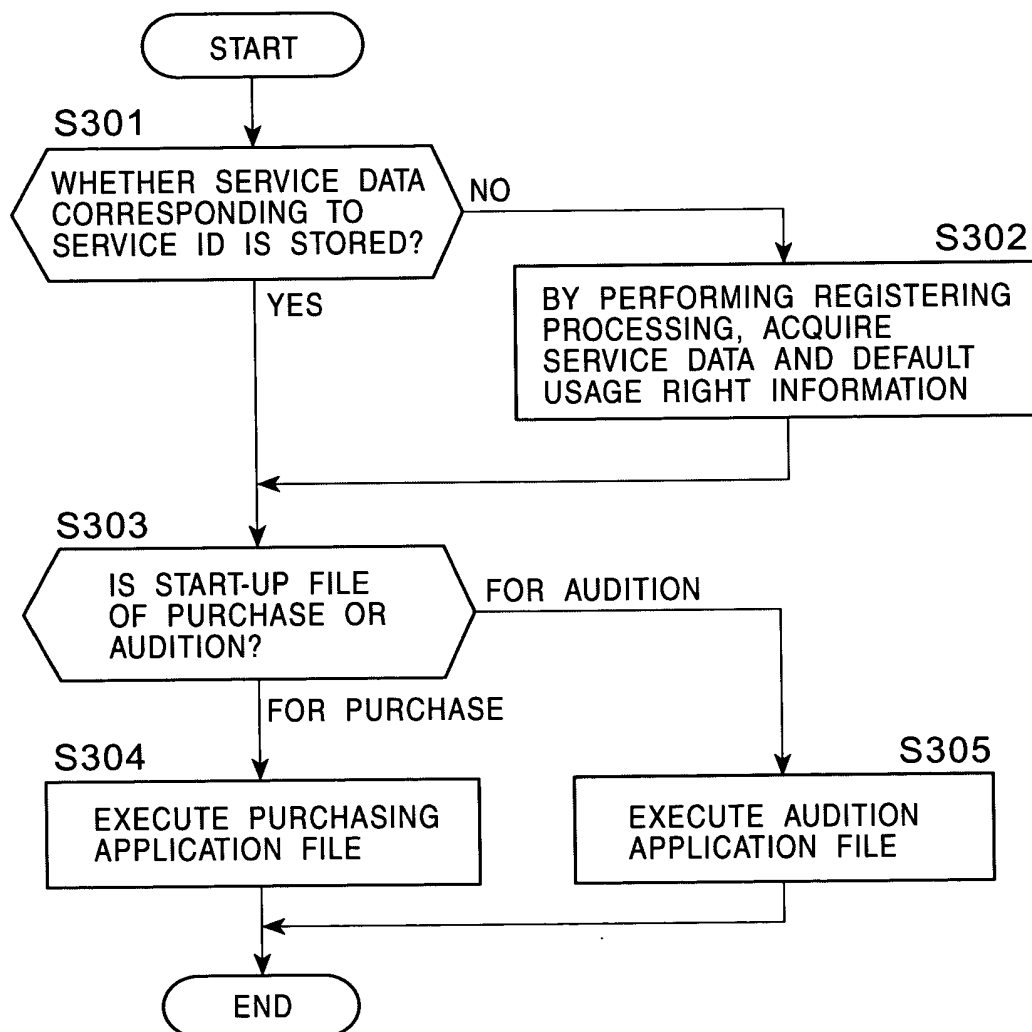 START
S301
WHETHER SERVICE DATA
CORRESPONDING TO
SERVICE ID IS STORED?
NO
YES
S302
BY PERFORMING REGISTERING
PROCESSING, ACQUIRE
SERVICE DATA AND DEFAULT
USAGE RIGHT INFORMATION
S303
IS START-UP FILE
OF PURCHASE OR
AUDITION?
FOR AUDITION
FOR PURCHASE
S304
EXECUTE PURCHASING
APPLICATION FILE
S305
EXECUTE AUDITION
APPLICATION FILE
END